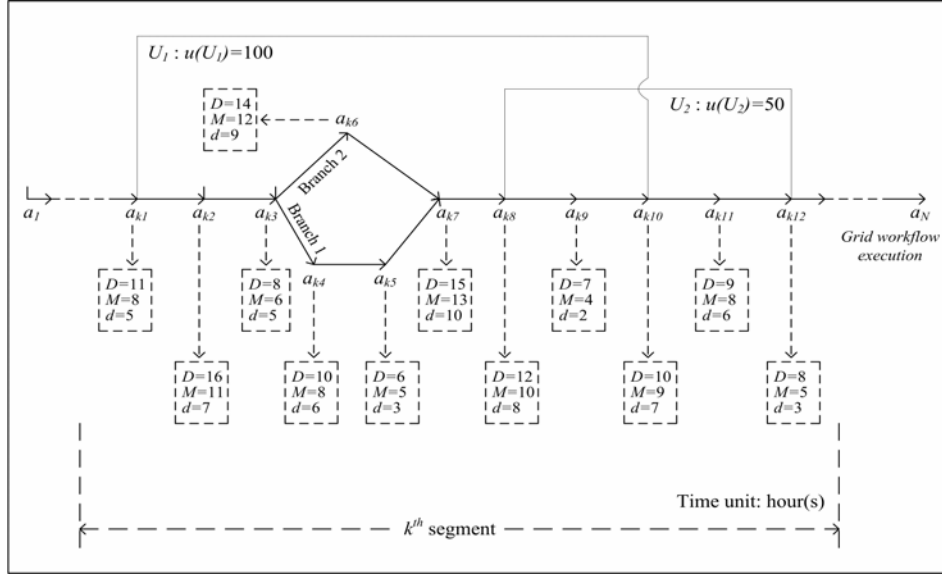 U1 : u(U1)=100
U2 : u(U2)=50
D=14
M=12
d=9
ak6
Branch 2
Branch 1
a1
ak1
ak2
ak3
ak7
ak8
ak9
ak10
ak11
ak12
aN
Grid workflow
execution
ak4
ak5
D=11
M=8
d=5
D=8
M=6
d=5
D=15
M=13
d=10
D=7
M=4
d=2
D=9
M=8
d=6
D=16
M=11
d=7
D=10
M=8
d=6
D=6
M=5
d=3
D=12
M=10
d=8
D=10
M=9
d=7
D=8
M=5
d=3
Time unit: hour(s)
kth segment